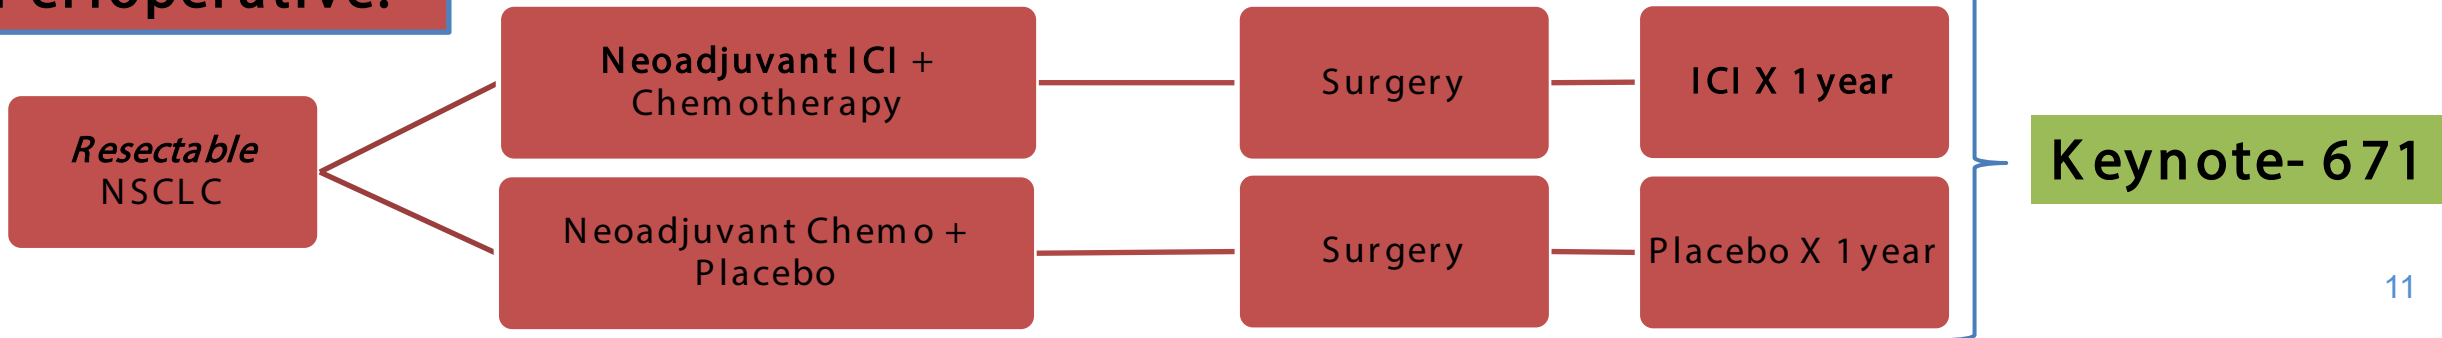 Perioperative:
Neoadjuvant ICI +
Chemotherapy
Surgery
ICI X 1 year
Resectable
NSCLC
Keynote- 671
Neoadjuvant Chemo +
Placebo
Surgery
Placebo X 1 year
11